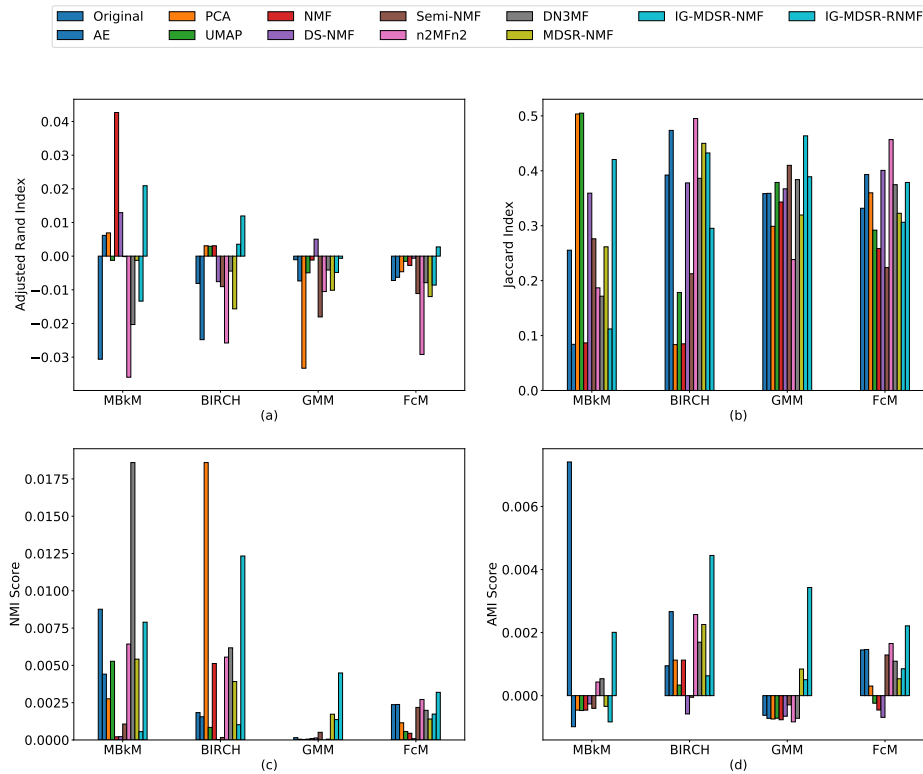 Original PCA NMF Semi-NMF DN3MF IG-MDSR-NMF IG-MDSR-RNMF
AE UMAP DS-NMF n2MFn2 MDSR-NMF
Adjusted Rand Index
0.04
0.03
0.02
0.01
0.00
−0.01
−0.02
−0.03
MBkM BIRCH GMM FcM
(a)
Jaccard Index
0.5
0.4
0.3
0.2
0.1
0.0
MBkM BIRCH GMM FcM
(b)
NMI Score
0.0175
0.0150
0.0125
0.0100
0.0075
0.0050
0.0025
0.0000
MBkM BIRCH GMM FcM
(c)
AMI Score
0.006
0.004
0.002
0.000
MBkM BIRCH GMM FcM
(d)